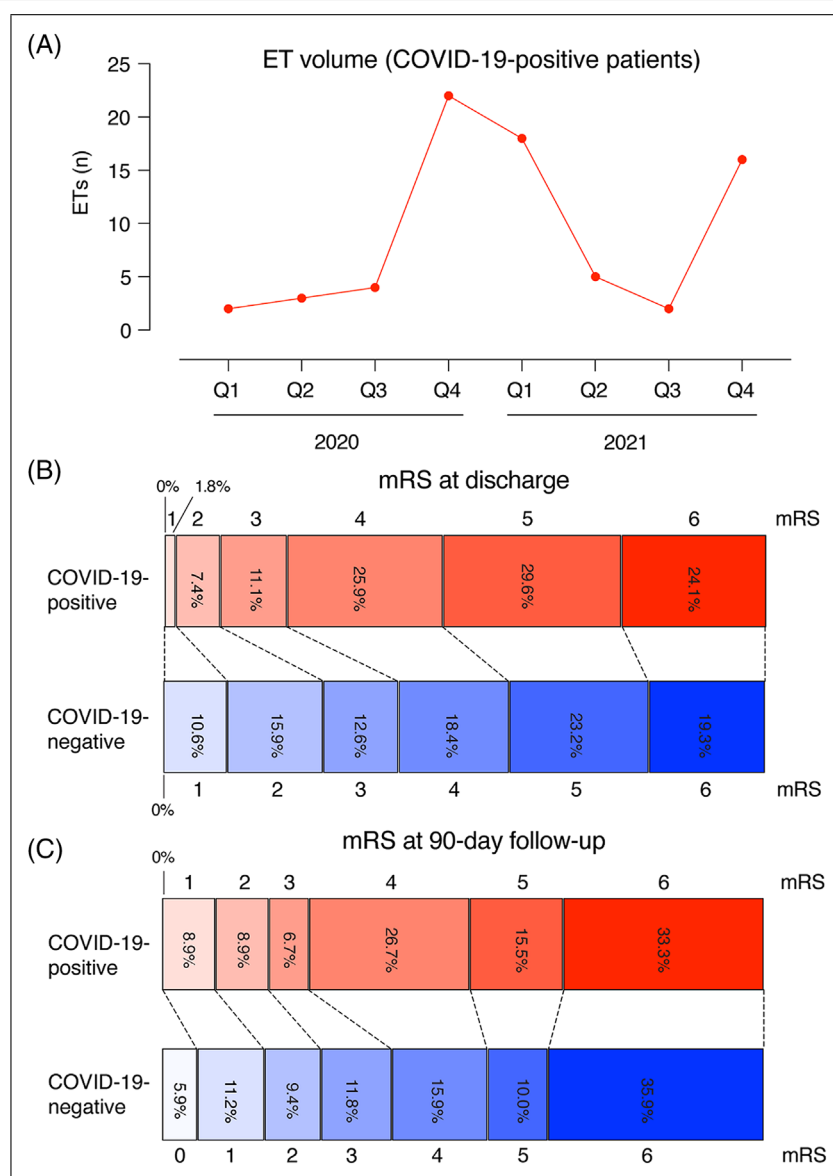 (A)
ET volume (COVID-19-positive patients)
25
20
15
10
5
0
ETs (n)
Q1 Q2 Q3 Q4 Q1 Q2 Q3 Q4
2020 2021
(B)
mRS at discharge
0% 1.8%
1 2 3 4 5 6 mRS
COVID-19-
positive
7.4% 11.1% 25.9% 29.6% 24.1%
COVID-19-
negative
10.6% 15.9% 12.6% 18.4% 23.2% 19.3%
1 2 3 4 5 6 mRS
0%
(C)
mRS at 90-day follow-up
0%
1 2 3 4 5 6 mRS
COVID-19-
positive
8.9% 8.9% 6.7% 26.7% 15.5% 33.3%
COVID-19-
negative
5.9% 11.2% 9.4% 11.8% 15.9% 10.0% 35.9%
0 1 2 3 4 5 6 mRS